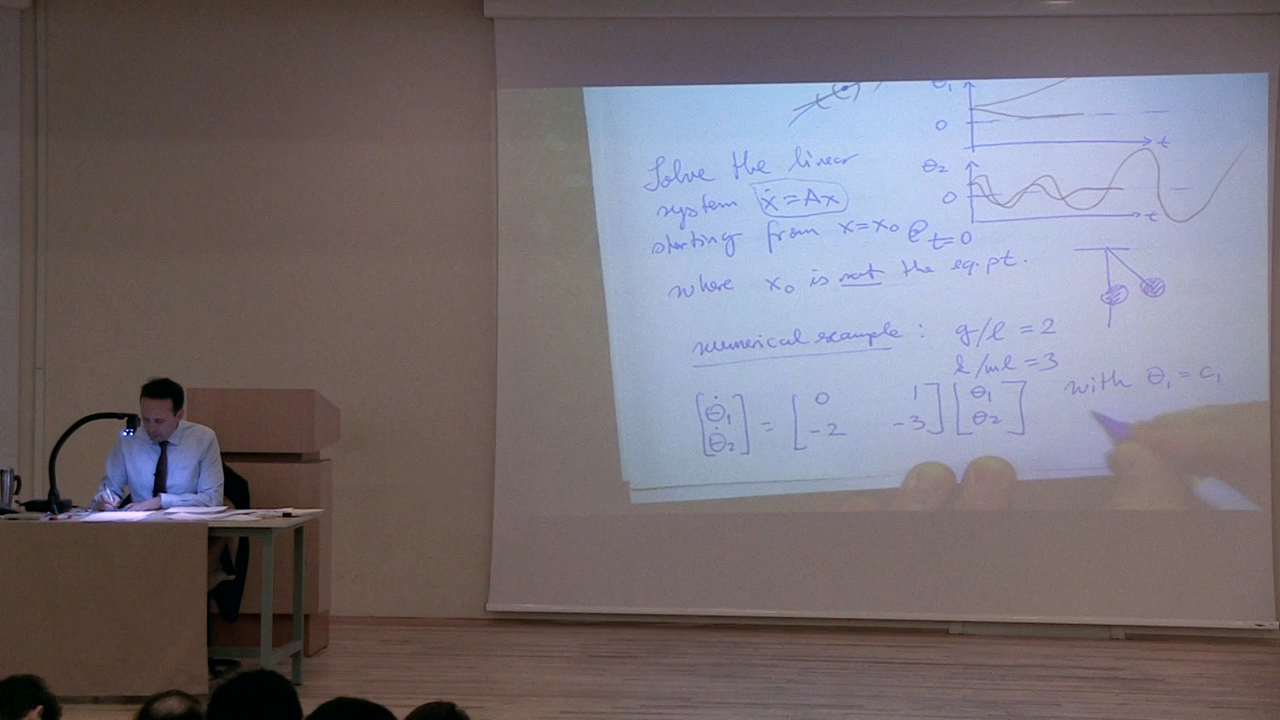 θ1
0
t
θ2
0
t
Solve the linear
system ẋ=Ax
starting from x=x0 @ t=0
where x0 is not the eq.pt.
numerical example : g/l = 2
k/ml = 3
[θ̇1 θ̇2] = [0 1 -2 -3] [θ1 θ2] with θ1 = c1